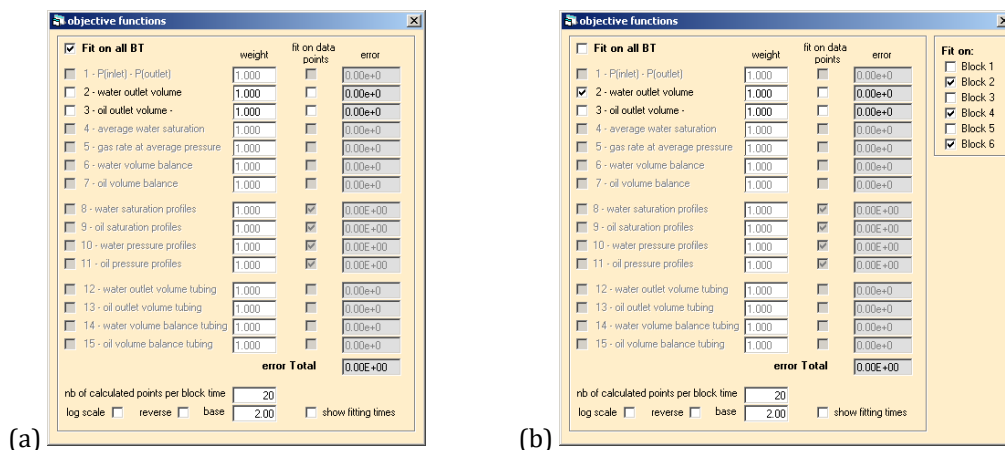 objective functions
Fit on all BT
weight
fit on data points
error
1 - P(inlet) - P(outlet) 1.000 0.00e+0
2 - water outlet volume 1.000 0.00e+0
3 - oil outlet volume - 1.000 0.00e+0
4 - average water saturation 1.000 0.00e+0
5 - gas rate at average pressure 1.000 0.00e+0
6 - water volume balance 1.000 0.00e+0
7 - oil volume balance 1.000 0.00e+0
8 - water saturation profiles 1.000 0.00E+00
9 - oil saturation profiles 1.000 0.00E+00
10 - water pressure profiles 1.000 0.00E+00
11 - oil pressure profiles 1.000 0.00E+00
12 - water outlet volume tubing 1.000 0.00e+0
13 - oil outlet volume tubing 1.000 0.00e+0
14 - water volume balance tubing 1.000 0.00e+0
15 - oil volume balance tubing 1.000 0.00e+0
error Total 0.00E+00
nb of calculated points per block time 20
log scale reverse base 2.00 show fitting times
(a)
objective functions
Fit on all BT
weight
fit on data points
error
1 - P(inlet) - P(outlet) 1.000 0.00e+0
2 - water outlet volume 1.000 0.00e+0
3 - oil outlet volume - 1.000 0.00e+0
4 - average water saturation 1.000 0.00e+0
5 - gas rate at average pressure 1.000 0.00e+0
6 - water volume balance 1.000 0.00e+0
7 - oil volume balance 1.000 0.00e+0
8 - water saturation profiles 1.000 0.00E+00
9 - oil saturation profiles 1.000 0.00E+00
10 - water pressure profiles 1.000 0.00E+00
11 - oil pressure profiles 1.000 0.00E+00
12 - water outlet volume tubing 1.000 0.00e+0
13 - oil outlet volume tubing 1.000 0.00e+0
14 - water volume balance tubing 1.000 0.00e+0
15 - oil volume balance tubing 1.000 0.00e+0
error Total 0.00E+00
nb of calculated points per block time 20
log scale reverse base 2.00 show fitting times
Fit on:
Block 1
Block 2
Block 3
Block 4
Block 5
Block 6
(b)